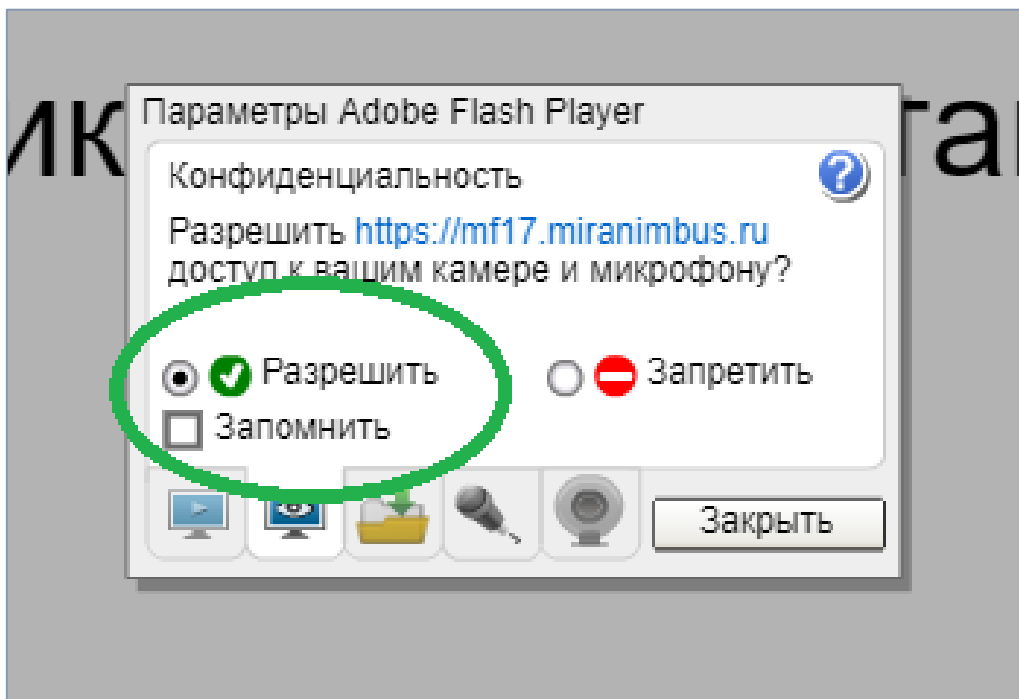 Параметры Adobe Flash Player
Конфиденциальность
Разрешить https://mf17.miranimbus.ru
доступ к вашим камере и микрофону?
Разрешить Запретить
Запомнить
Закрыть